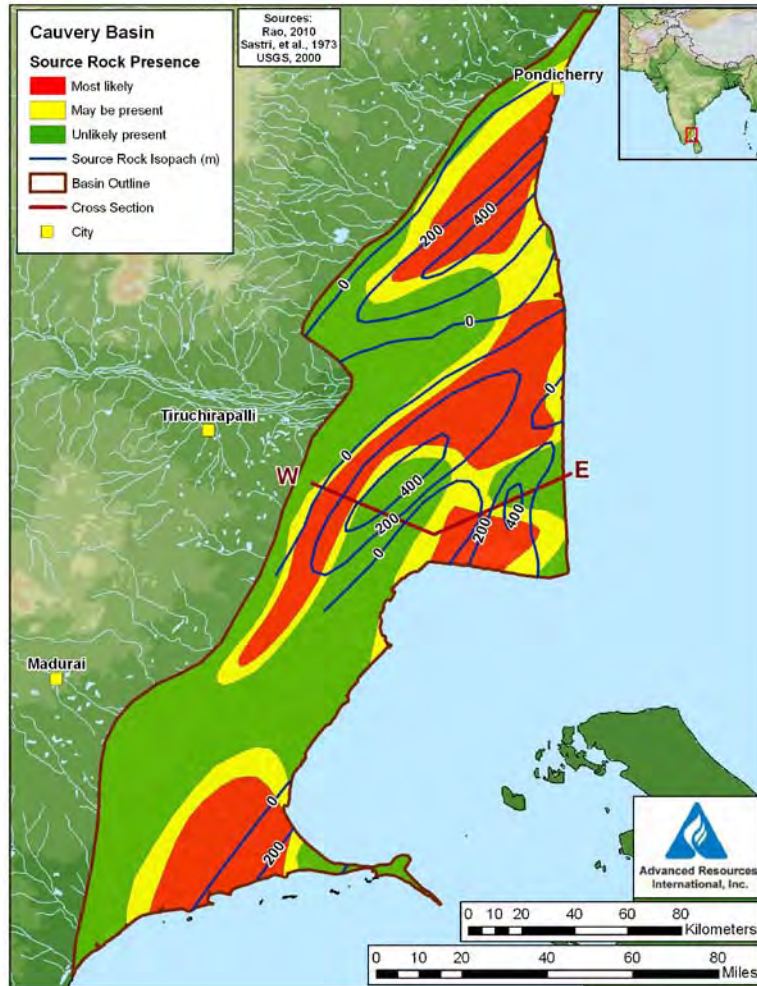 Cauvery Basin
Source Rock Presence
Most likely
May be present
Unlikely present
Source Rock Isopach (m)
Basin Outline
Cross Section
City
Sources:
Rao, 2010
Sastri, et al., 1973
USGS, 2000
Pondicherry
200
400
0
0
0
Tiruchirapalli
0
W
E
400
200
400
200
0
Madurai
0
200
Advanced Resources
International, Inc.
0 10 20 40 60 80
Kilometers
0 10 20 40 60 80
Miles